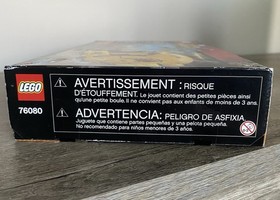 LEGO
76080
AVERTISSEMENT : RISQUE
D'ÉTOUFFEMENT. Le jouet contient des petites pièces ainsi
qu'une petite boule. Il ne convient pas aux enfants de moins de 3 ans.
ADVERTENCIA: PELIGRO DE ASFIXIA
Juguete que contiene partes pequeñas y una pelota pequeña.
No recomendado para niños menores de 3 años.